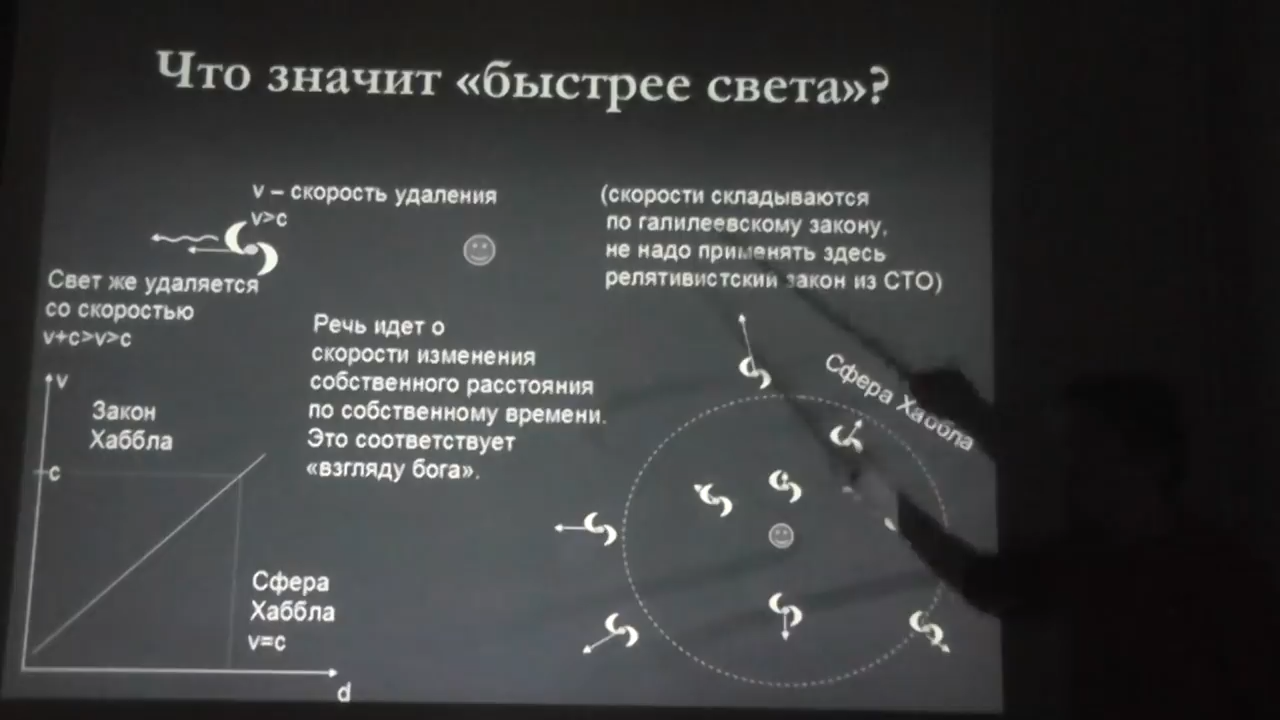 Что значит «быстрее света»?
v – скорость удаления
v>c
(скорости складываются
по галилеевскому закону,
не надо применять здесь
релятивистский закон из СТО)
Свет же удаляется
со скоростью
v+c>v>c
Речь идет о
скорости изменения
собственного расстояния
по собственному времени.
Это соответствует
«взгляду бога».
v
Закон
Хаббла
c
Сфера
Хаббла
v=c
d
Сфера Хаббла